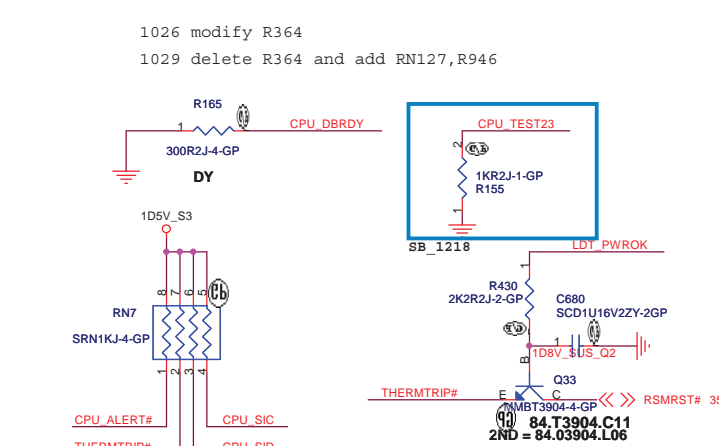 1026 modify R364
1029 delete R364 and add RN127,R946
R165
1
CPU_DBRDY
300R2J-4-GP
DY
CPU_TEST23
2
1KR2J-1-GP
R155
1
SB_1218
1D5V_S3
LDT_PWROK
1
R430
2K2R2J-2-GP
C680
SCD1U16V2ZY-2GP
8
7
6
5
RN7
SRN1KJ-4-GP
1
1D8V_SUS_Q2
B
Q33
1
2
3
4
THERMTRIP#
E
C
MMBT3904-4-GP
RSMRST#
35
CPU_ALERT#
CPU_SIC
84.T3904.C11
2ND = 84.03904.L06
THERMTRIP#
CPU_SID